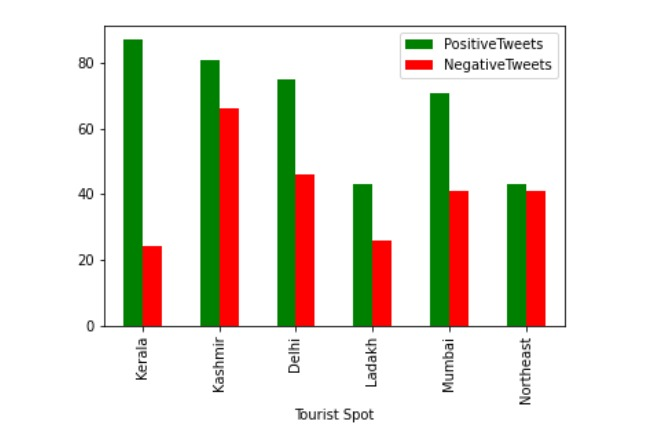 PositiveTweets
NegativeTweets
80
60
40
20
0
Kerala
Kashmir
Delhi
Ladakh
Mumbai
Northeast
Tourist Spot